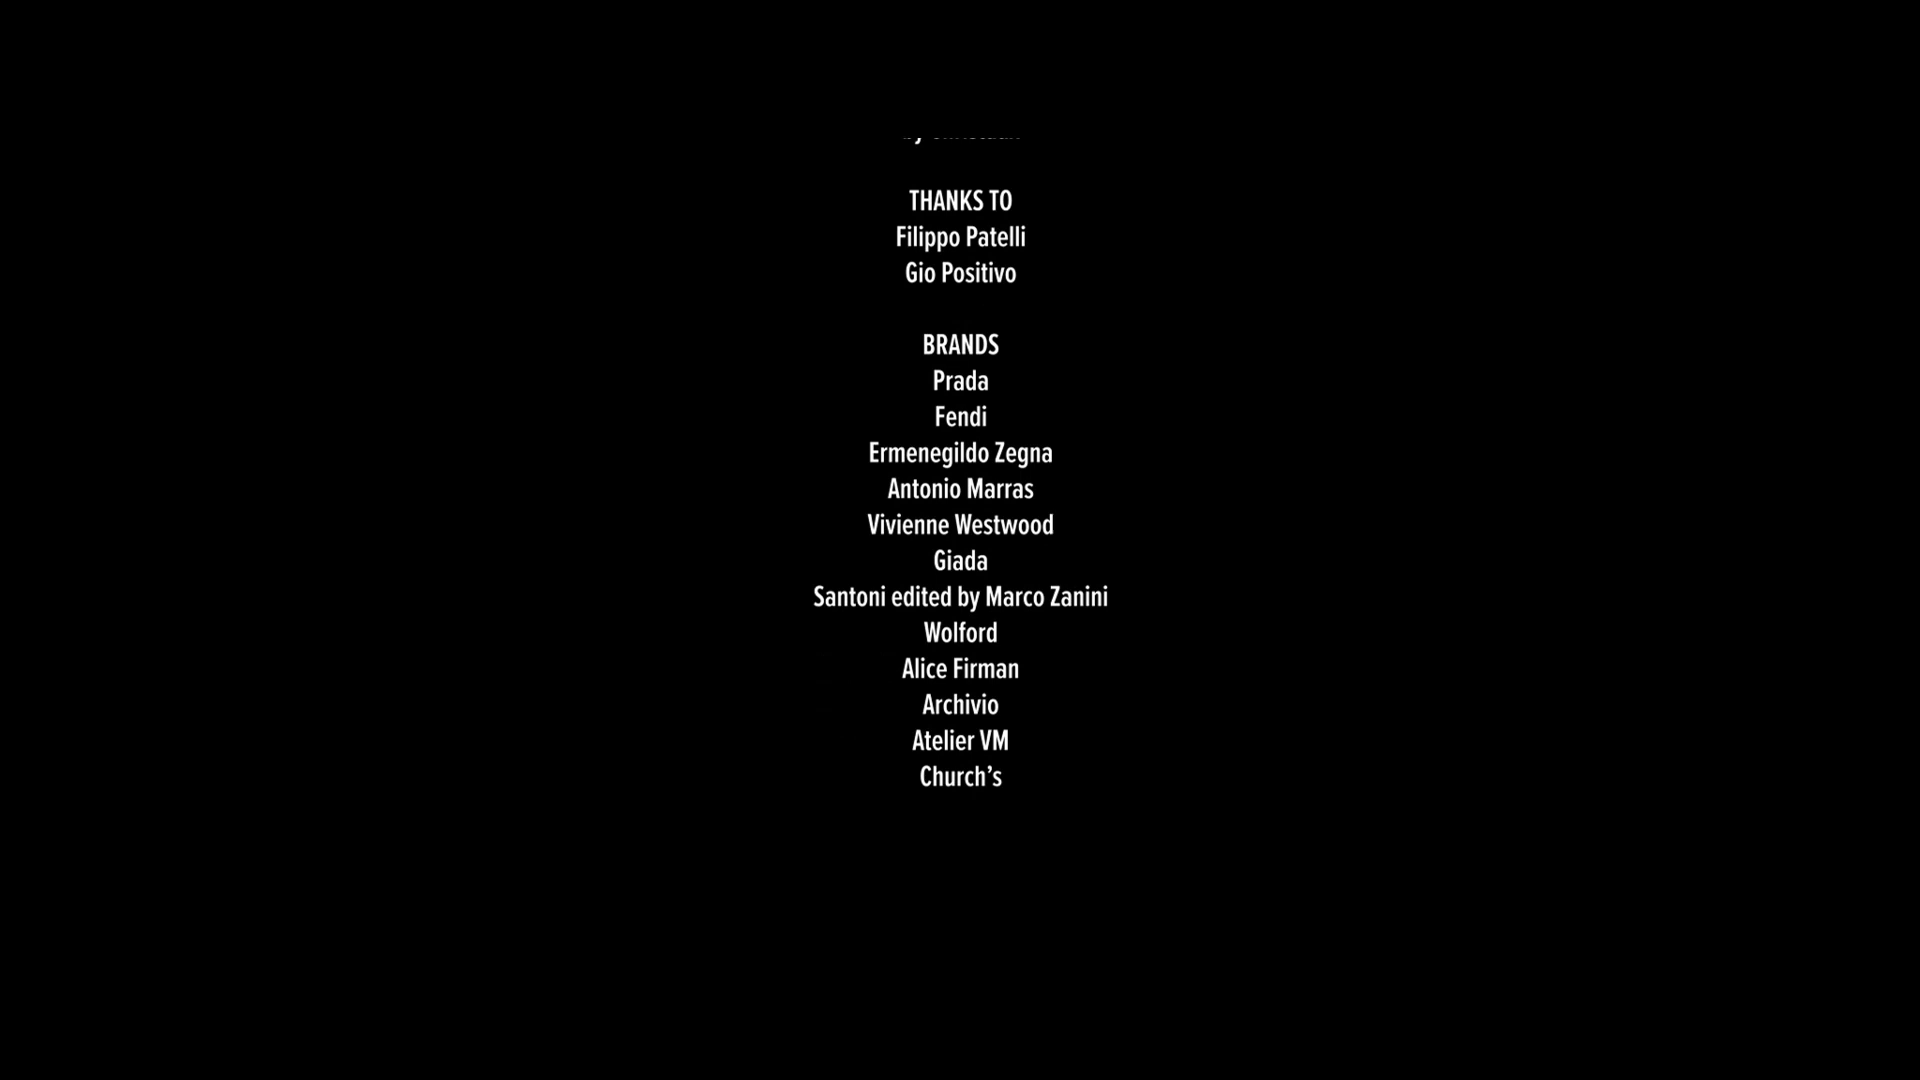 THANKS TO
Filippo Patelli
Gio Positivo
BRANDS
Prada
Fendi
Ermenegildo Zegna
Antonio Marras
Vivienne Westwood
Giada
Santoni edited by Marco Zanini
Wolford
Alice Firman
Archivio
Atelier VM
Church’s